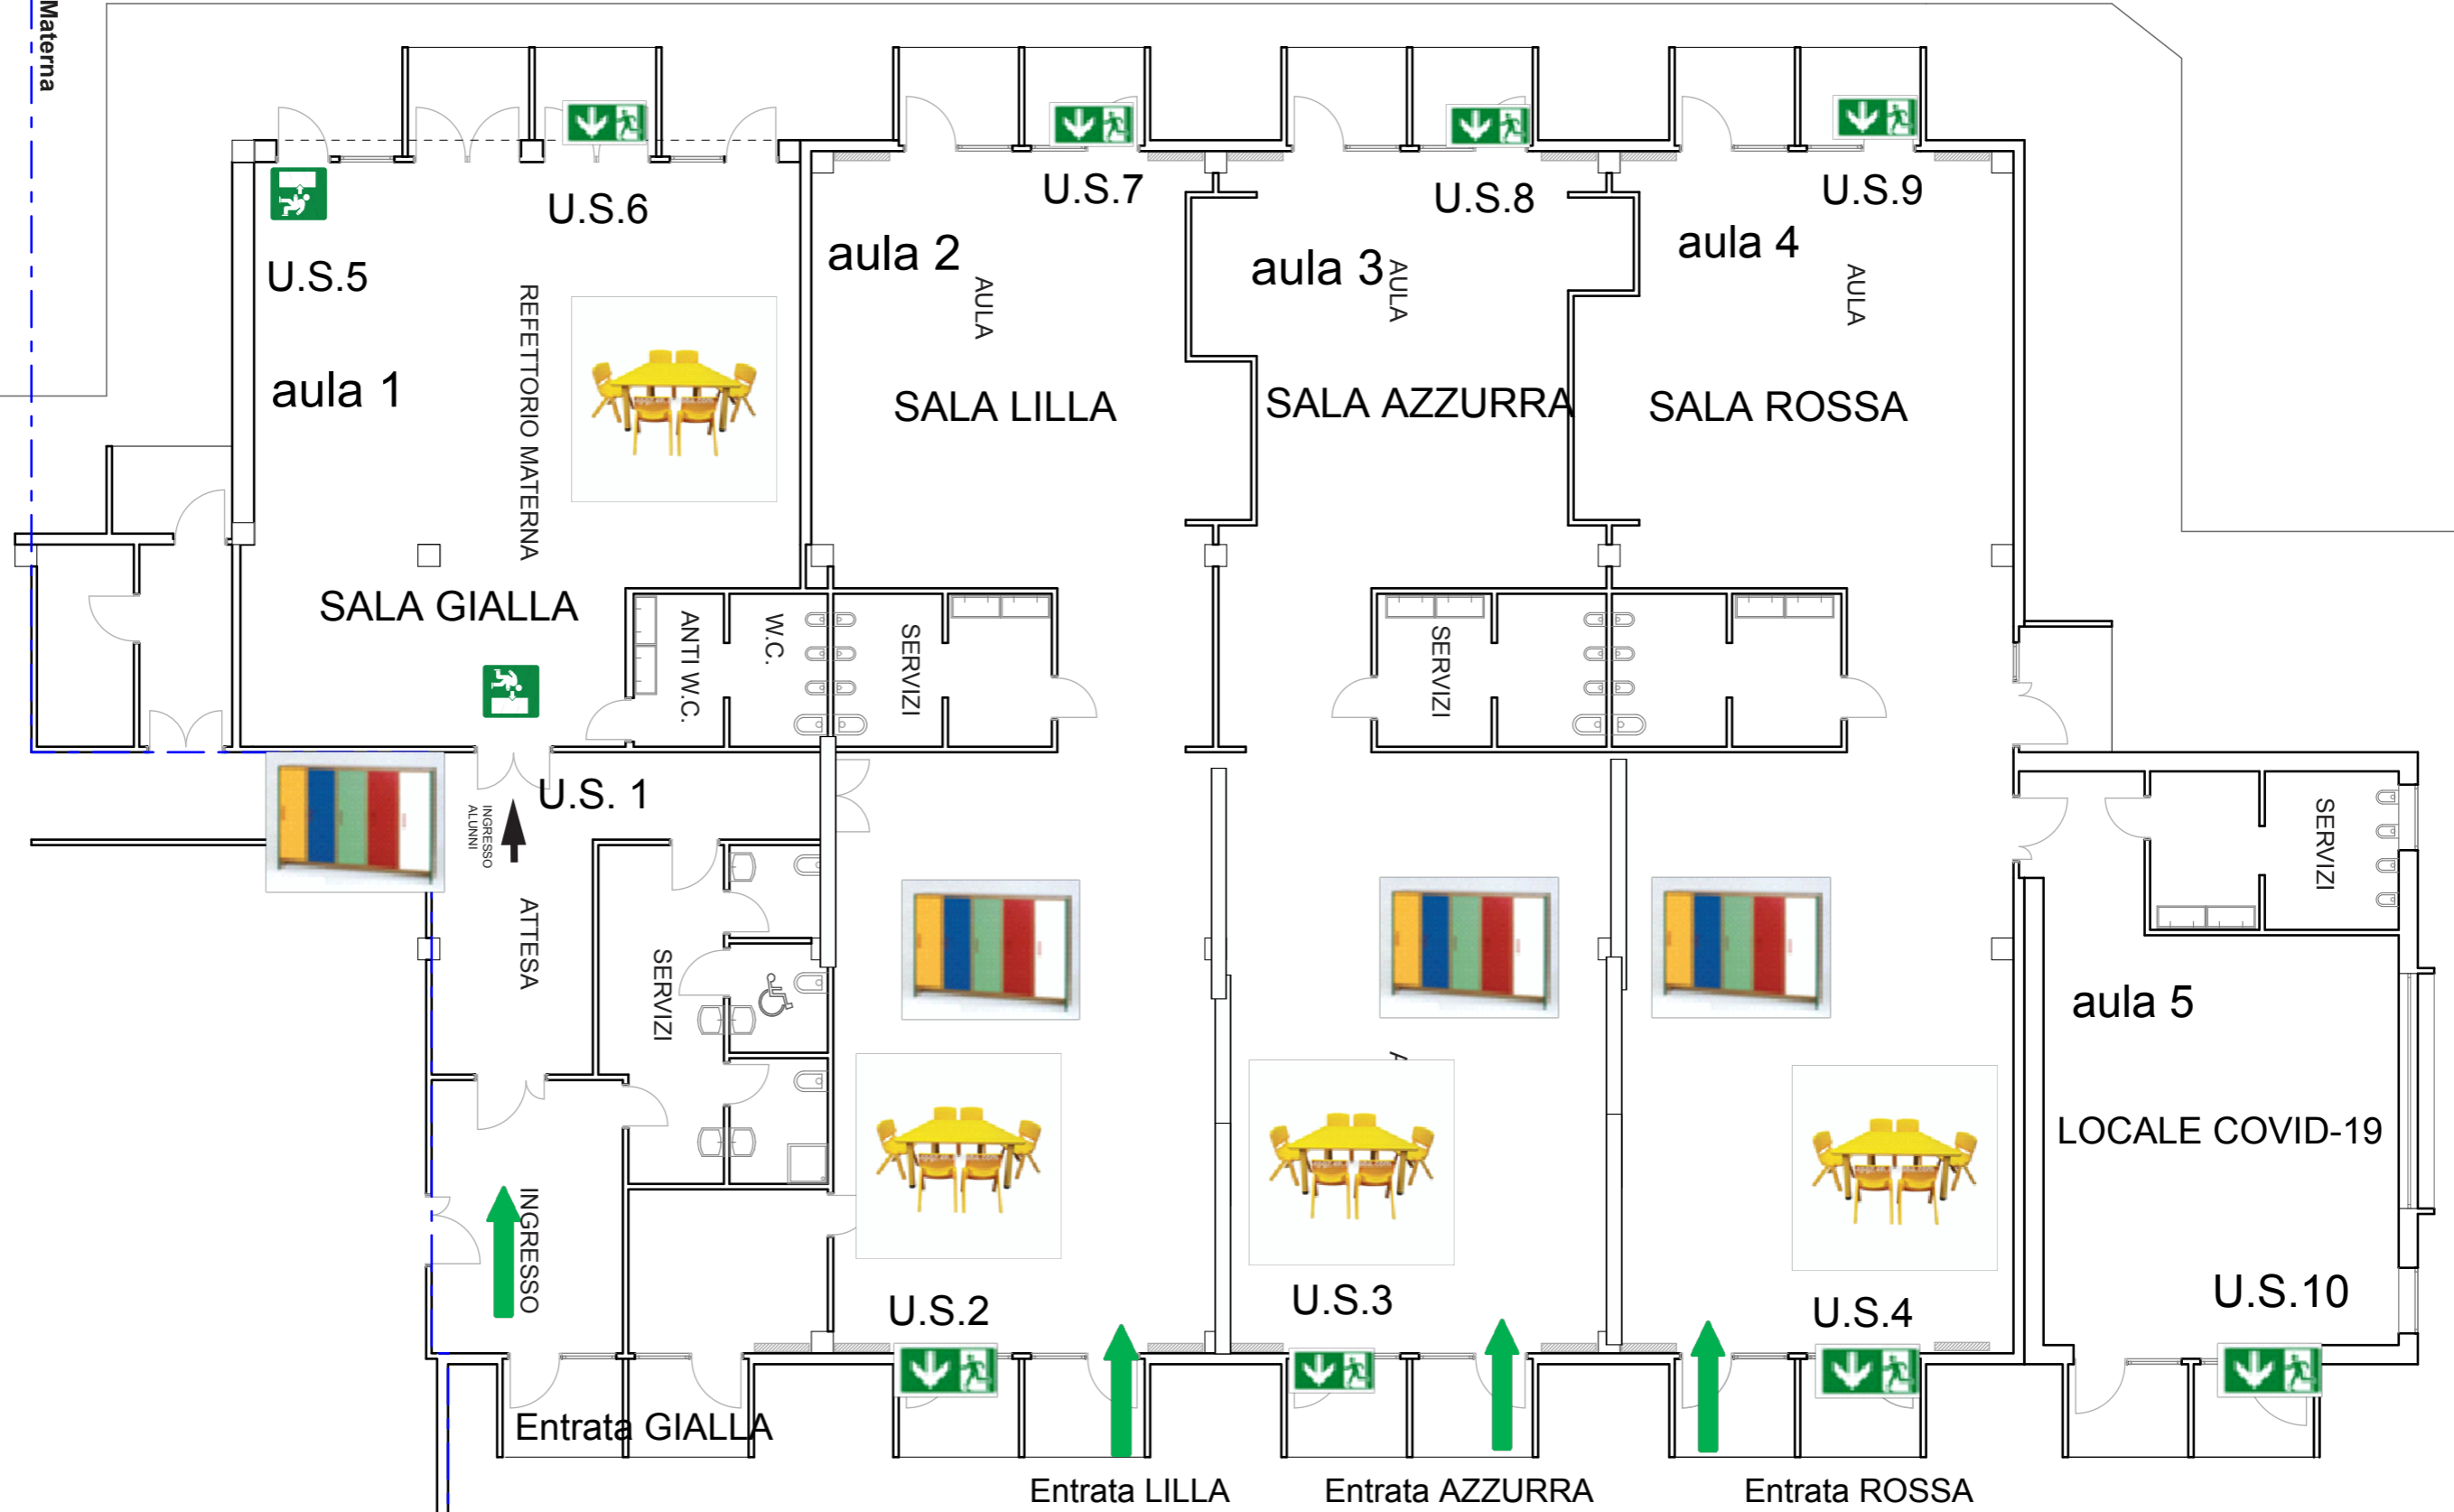 Materna
U.S.5
U.S.6
U.S.7
U.S.8
U.S.9
aula 1
aula 2
aula 3
aula 4
REFETTORIO MATERNA
AULA
AULA
AULA
SALA LILLA
SALA AZZURRA
SALA ROSSA
SALA GIALLA
ANTI W.C.
W.C.
SERVIZI
SERVIZI
U.S. 1
INGRESSO
ALUNNI
ATTESA
SERVIZI
SERVIZI
aula 5
LOCALE COVID-19
INGRESSO
U.S.2
U.S.3
U.S.4
U.S.10
Entrata GIALLA
Entrata LILLA
Entrata AZZURRA
Entrata ROSSA